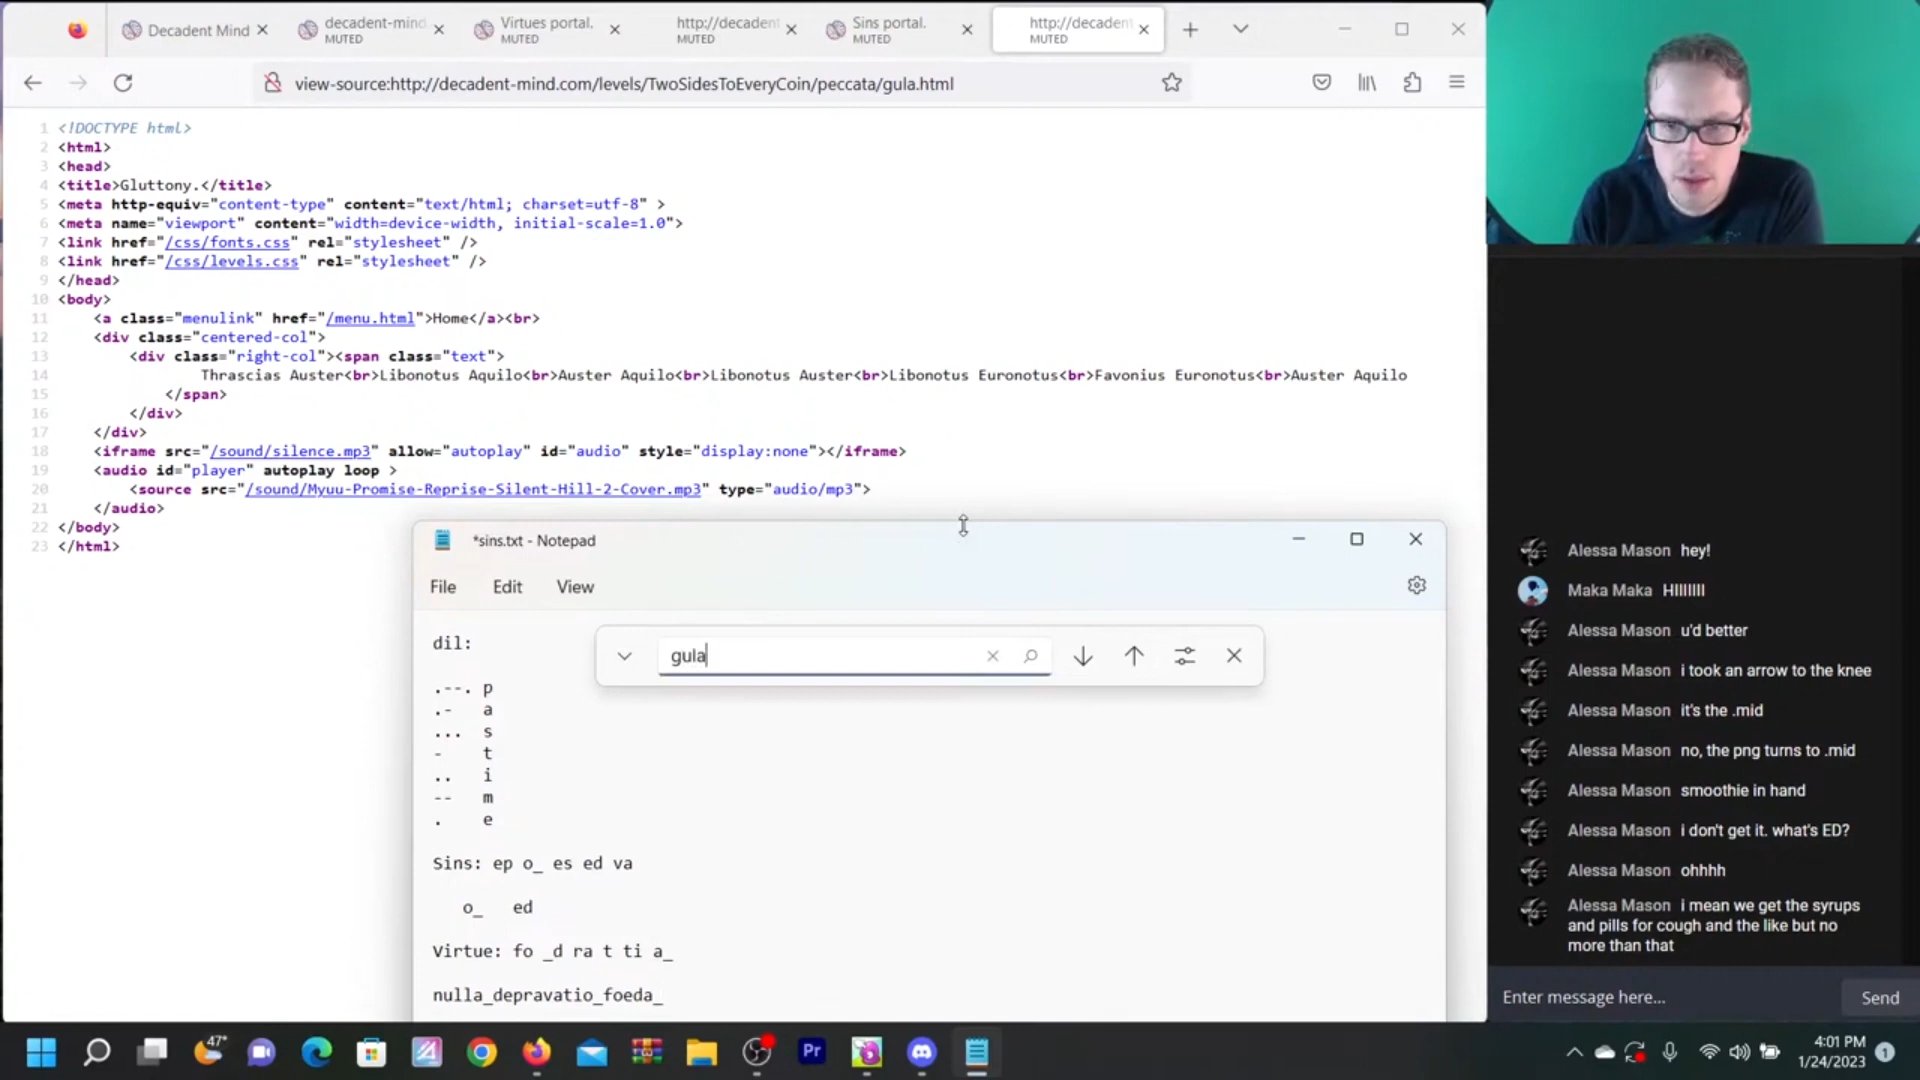 Decadent Mind
decadent-mind
MUTED
Virtues portal.
MUTED
http://decadent
MUTED
Sins portal.
MUTED
http://decadent
MUTED
view-source:http://decadent-mind.com/levels/TwoSidesToEveryCoin/peccata/gula.html
1 <!DOCTYPE html>
2 <html>
3 <head>
4 <title>Gluttony.</title>
5 <meta http-equiv="content-type" content="text/html; charset=utf-8" >
6 <meta name="viewport" content="width=device-width, initial-scale=1.0">
7 <link href="/css/fonts.css" rel="stylesheet" />
8 <link href="/css/levels.css" rel="stylesheet" />
9 </head>
10 <body>
11 <a class="menulink" href="/menu.html">Home</a><br>
12 <div class="centered-col">
13 <div class="right-col"><span class="text">
14 Thrascias Auster<br>Libonotus Aquilo<br>Auster Aquilo<br>Libonotus Auster<br>Libonotus Euronotus<br>Favonius Euronotus<br>Auster Aquilo
15 </span>
16 </div>
17 </div>
18 <iframe src="/sound/silence.mp3" allow="autoplay" id="audio" style="display:none"></iframe>
19 <audio id="player" autoplay loop >
20 <source src="/sound/Myuu-Promise-Reprise-Silent-Hill-2-Cover.mp3" type="audio/mp3">
21 </audio>
22 </body>
23 </html>
*sins.txt - Notepad
File Edit View
gula
dil:
.--. p
.- a
... s
- t
.. i
-- m
. e
Sins: ep o_ es ed va
o_ ed
Virtue: fo _d ra t ti a_
nulla_depravatio_foeda_
Alessa Mason hey!
Maka Maka HIIIIIII
Alessa Mason u'd better
Alessa Mason i took an arrow to the knee
Alessa Mason it's the .mid
Alessa Mason no, the png turns to .mid
Alessa Mason smoothie in hand
Alessa Mason i don't get it. what's ED?
Alessa Mason ohhhh
Alessa Mason i mean we get the syrups
and pills for cough and the like but no
more than that
Enter message here...
Send
47°
Pr
4:01 PM
1/24/2023
1